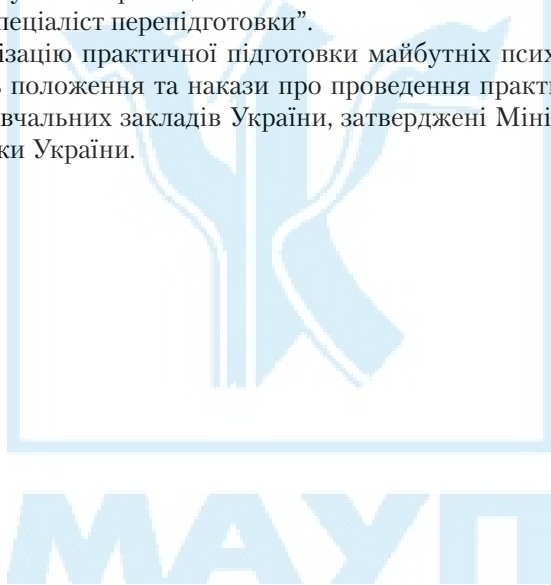 пеціаліст перепідготовки”.
ізацію практичної підготовки майбутніх псих
положення та накази про проведення практи
вчальних закладів України, затверджені Міні
ки України.
МАУП